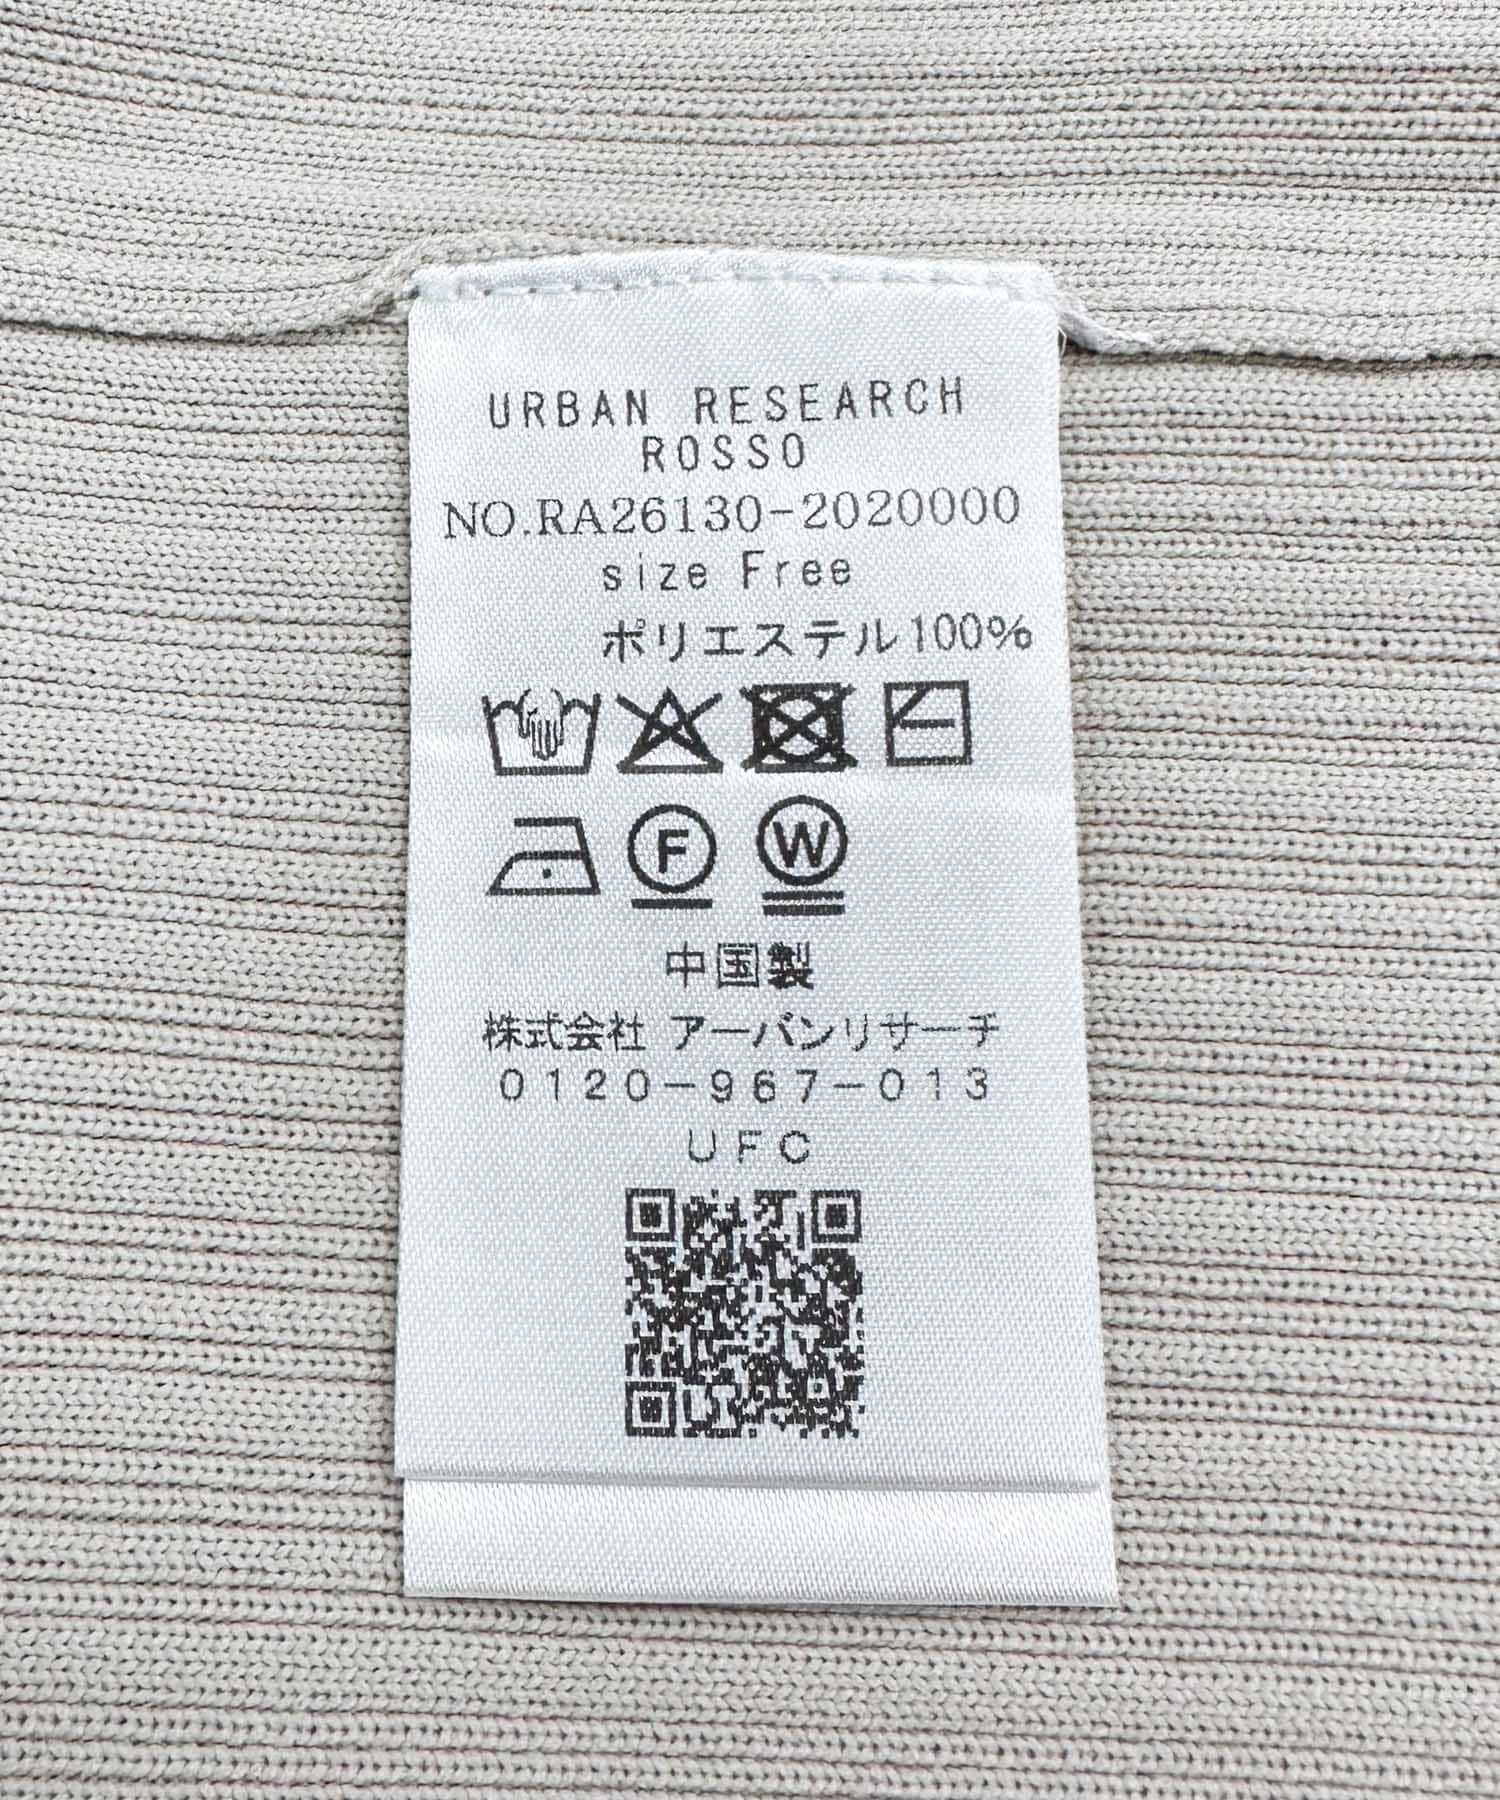 URBAN RESEARCH
ROSSO
NO.RA26130-2020000
size Free
ポリエステル100%
F W
中国製
株式会社 アーバンリサーチ
0120-967-013
UFC